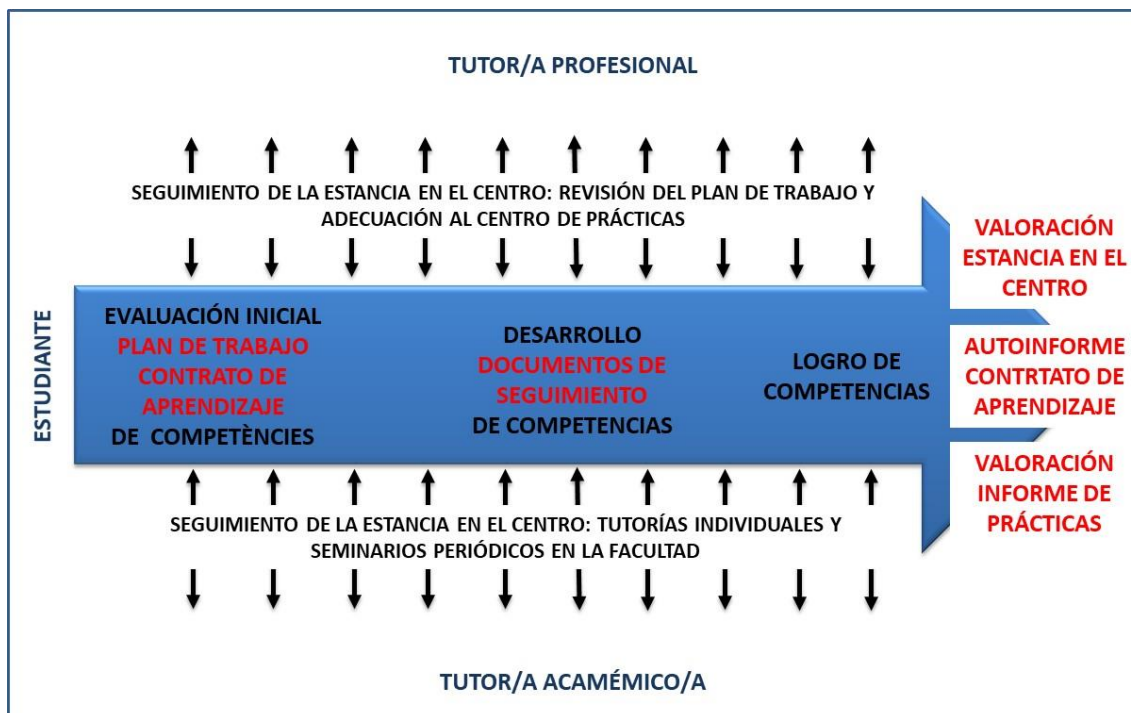 TUTOR/A PROFESIONAL
SEGUIMIENTO DE LA ESTANCIA EN EL CENTRO: REVISIÓN DEL PLAN DE TRABAJO Y
ADECUACIÓN AL CENTRO DE PRÁCTICAS
ESTUDIANTE
EVALUACIÓN INICIAL
PLAN DE TRABAJO
CONTRATO DE
APRENDIZAJE
DE COMPETÈNCIES
DESARROLLO
DOCUMENTOS DE
SEGUIMIENTO
DE COMPETENCIAS
LOGRO DE
COMPETENCIAS
VALORACIÓN
ESTANCIA EN EL
CENTRO
AUTOINFORME
CONTRTATO DE
APRENDIZAJE
VALORACIÓN
INFORME DE
PRÁCTICAS
SEGUIMIENTO DE LA ESTANCIA EN EL CENTRO: TUTORÍAS INDIVIDUALES Y
SEMINARIOS PERIÓDICOS EN LA FACULTAD
TUTOR/A ACAMÉMICO/A